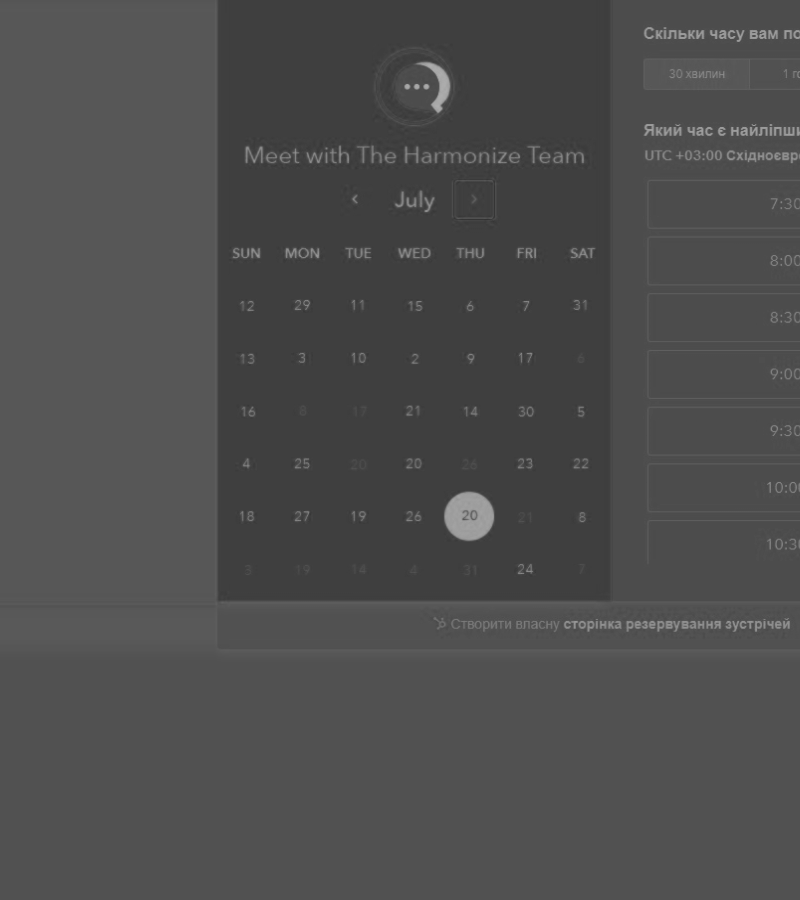 Meet with The Harmonize Team
July
SUN MON TUE WED THU FRI SAT
12 29 11 15 6 7 31
13 3 10 2 9 17 6
16 8 17 21 14 30 5
4 25 20 20 26 23 22
18 27 19 26 20 21 8
3 19 14 4 31 24 7
Скільки часу вам по
30 хвилин 1 го
Який час є найліпши
UTC +03:00 Східноєвро
7:30
8:00
8:30
9:00
9:30
10:00
10:30
Створити власну сторінка резервування зустрічей